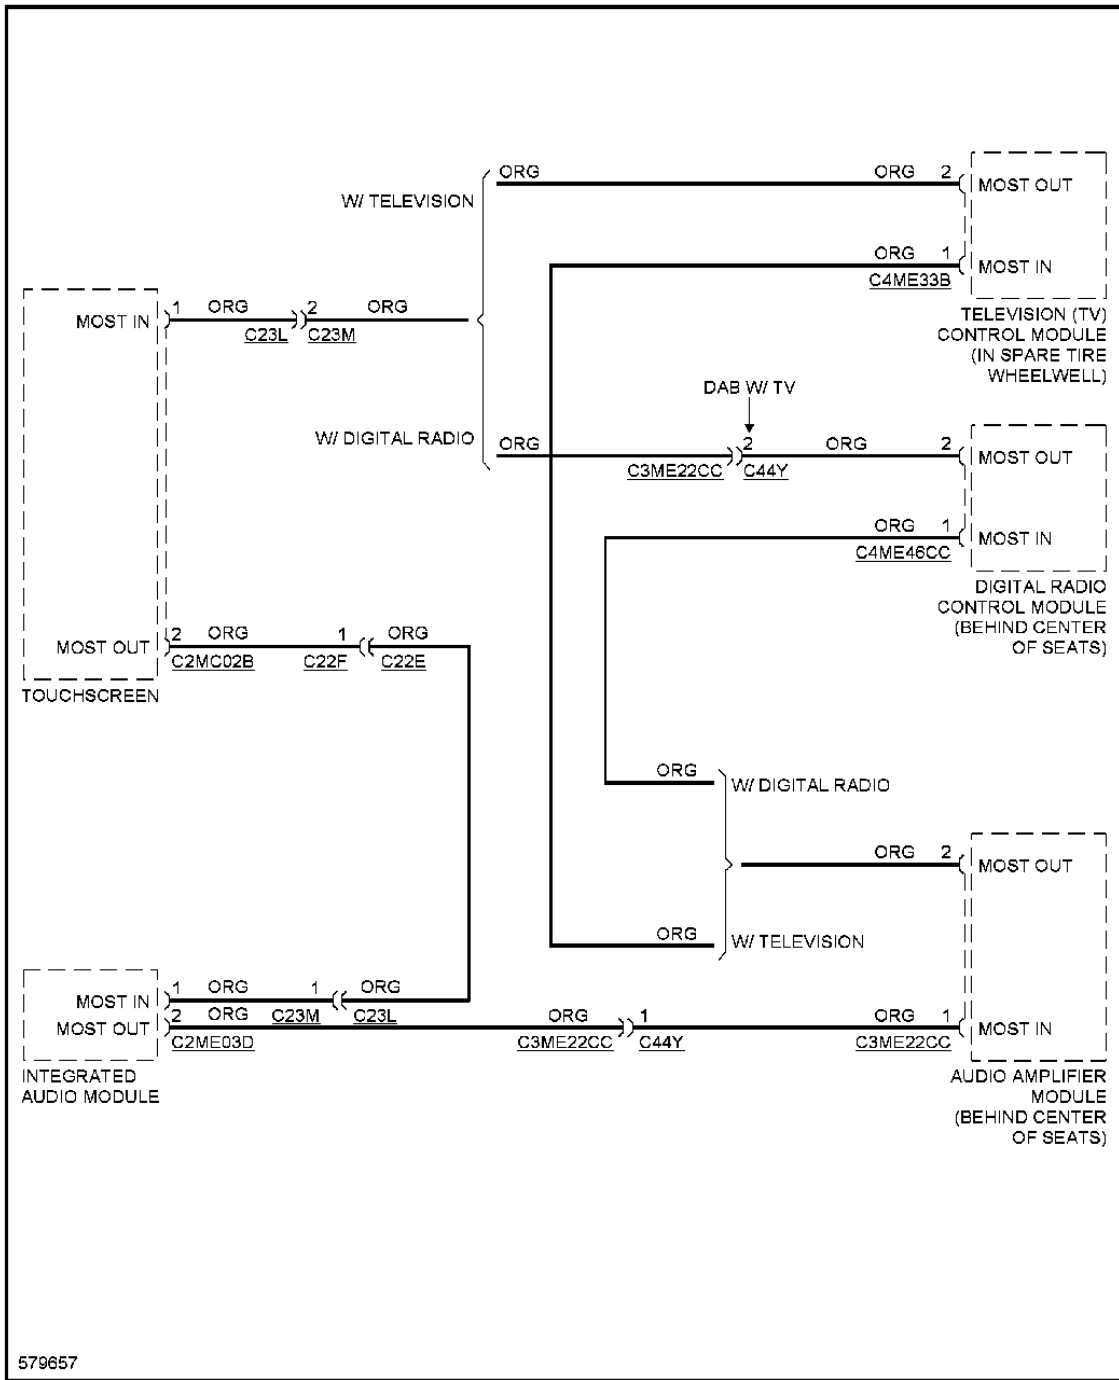 ORG
ORG 2
MOST OUT
W/ TELEVISION
ORG 1
MOST IN
C4ME33B
TELEVISION (TV)
CONTROL MODULE
(IN SPARE TIRE
WHEELWELL)
MOST IN
1 ORG
2 ORG
C23L C23M
DAB W/ TV
W/ DIGITAL RADIO
ORG
2 ORG
ORG 2
MOST OUT
C3ME22CC C44Y
ORG 1
MOST IN
C4ME46CC
DIGITAL RADIO
CONTROL MODULE
(BEHIND CENTER
OF SEATS)
MOST OUT
2 ORG
1 ORG
C2MC02B C22F C22E
TOUCHSCREEN
ORG
W/ DIGITAL RADIO
ORG 2
MOST OUT
ORG
W/ TELEVISION
MOST IN
1 ORG
1 ORG
C23M C23L
MOST OUT
2 ORG
ORG 1
ORG 1
MOST IN
C2ME03D
C3ME22CC C44Y
C3ME22CC
INTEGRATED
AUDIO MODULE
AUDIO AMPLIFIER
MODULE
(BEHIND CENTER
OF SEATS)
579657